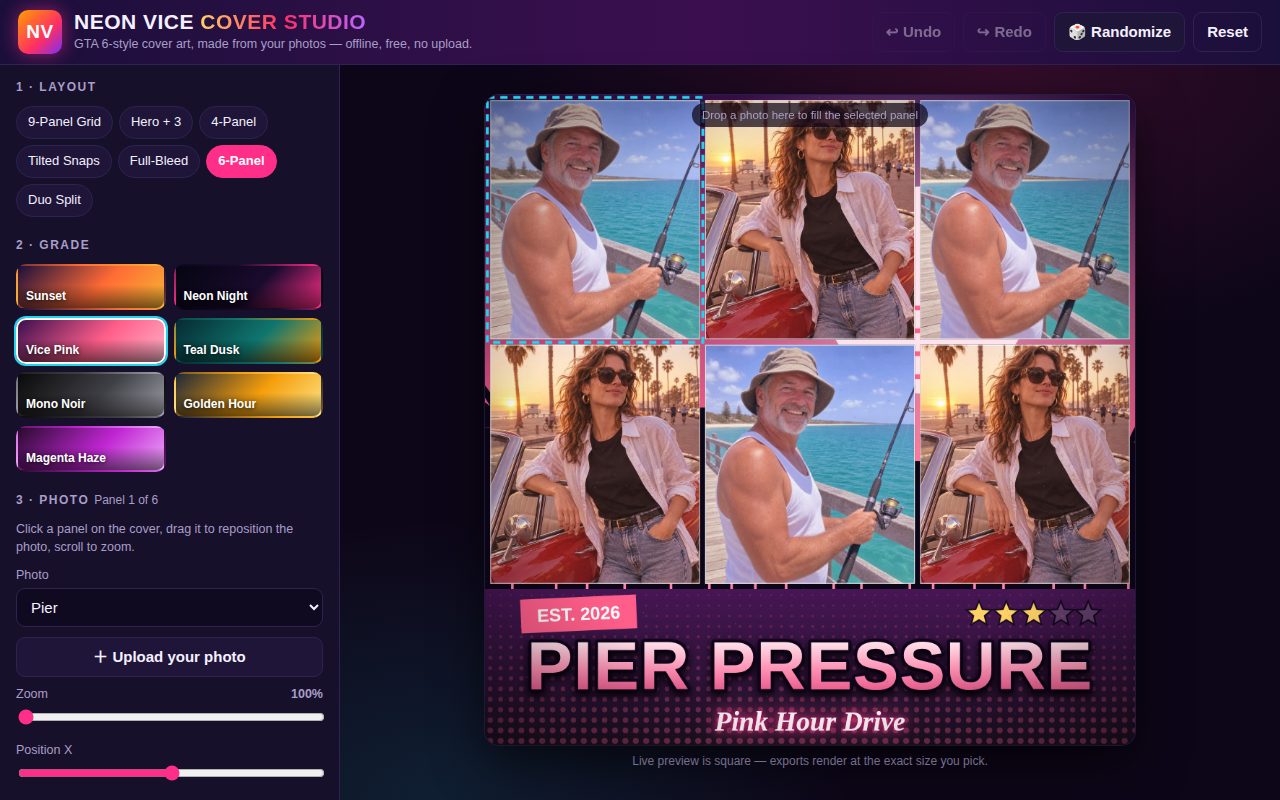 NV
NEON VICE COVER STUDIO
GTA 6-style cover art, made from your photos — offline, free, no upload.
↩ Undo
↪ Redo
🎲 Randomize
Reset
1 · LAYOUT
9-Panel Grid
Hero + 3
4-Panel
Tilted Snaps
Full-Bleed
6-Panel
Duo Split
2 · GRADE
Sunset
Neon Night
Vice Pink
Teal Dusk
Mono Noir
Golden Hour
Magenta Haze
3 · PHOTO Panel 1 of 6
Click a panel on the cover, drag it to reposition the
photo, scroll to zoom.
Photo
Pier
+ Upload your photo
Zoom 100%
Position X
Drop a photo here to fill the selected panel
EST. 2026
PIER PRESSURE
Pink Hour Drive
Live preview is square — exports render at the exact size you pick.